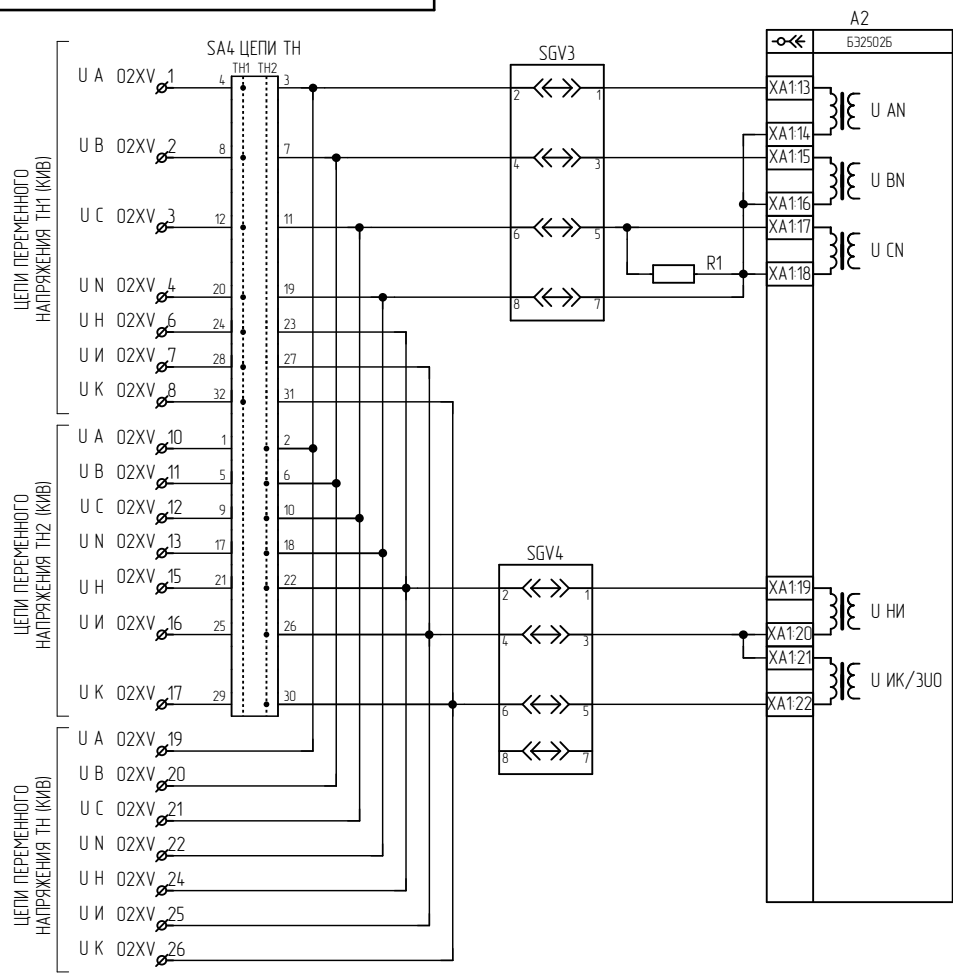 A2
БЭ2502Б
SA4 ЦЕПИ ТН
ТН1 ТН2
SGV3
ЦЕПИ ПЕРЕМЕННОГО
НАПРЯЖЕНИЯ ТН1 (КИВ)
U A 02XV 1
4
3
2
1
XA1:13
U AN
XA1:14
U B 02XV 2
8
7
4
3
XA1:15
U BN
XA1:16
U C 02XV 3
12
11
6
5
XA1:17
U CN
R1
XA1:18
U N 02XV 4
20
19
8
7
U Н 02XV 6
24
23
U И 02XV 7
28
27
U К 02XV 8
32
31
ЦЕПИ ПЕРЕМЕННОГО
НАПРЯЖЕНИЯ ТН2 (КИВ)
U A 02XV 10
1
2
U B 02XV 11
5
6
U C 02XV 12
9
10
U N 02XV 13
17
18
SGV4
U Н 02XV 15
21
22
2
1
XA1:19
U НИ
U И 02XV 16
25
26
4
3
XA1:20
XA1:21
U ИК/3U0
U К 02XV 17
29
30
6
5
XA1:22
8
7
ЦЕПИ ПЕРЕМЕННОГО
НАПРЯЖЕНИЯ ТН (КИВ)
U A 02XV 19
U B 02XV 20
U C 02XV 21
U N 02XV 22
U Н 02XV 24
U И 02XV 25
U К 02XV 26